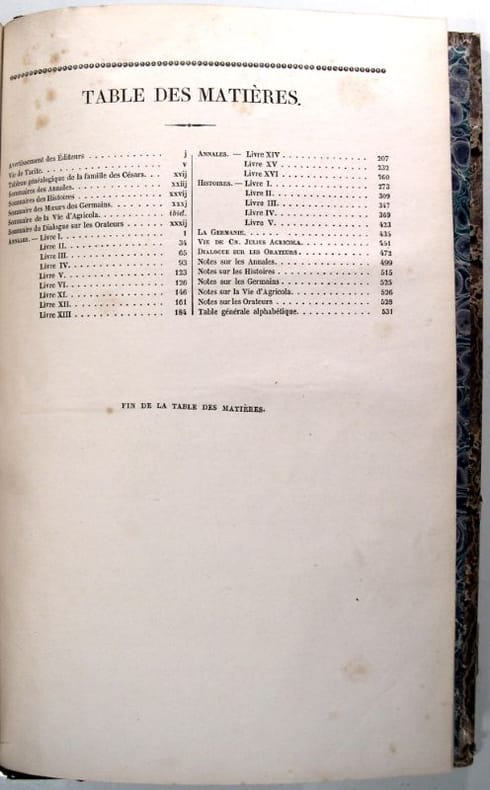 TABLE DES MATIÈRES.
Avertissement des Éditeurs . . . . . . . . . . j
Vie de Tacite. . . . . . . . . . . . . . . . . v
Tableau généalogique de la famille des Césars. . . xvij
Sommaires des Annales. . . . . . . . . . . . . xxiij
Sommaires des Histoires . . . . . . . . . . . . xxvij
Sommaire des Mœurs des Germains. . . . . . . . xxxj
Sommaire de la Vie d'Agricola. . . . . . . . . ibid.
Sommaire du Dialogue sur les Orateurs . . . . . xxxij
ANNALES. — Livre I. . . . . . . . . . . . . . . 1
Livre II. . . . . . . . . . . . . . . 34
Livre III. . . . . . . . . . . . . . . 65
Livre IV. . . . . . . . . . . . . . . 93
Livre V. . . . . . . . . . . . . . . 123
Livre VI. . . . . . . . . . . . . . . 126
Livre XI. . . . . . . . . . . . . . . 146
Livre XII. . . . . . . . . . . . . . . 161
Livre XIII . . . . . . . . . . . . . . 184
ANNALES. — Livre XIV . . . . . . . . . . . . . 207
Livre XV . . . . . . . . . . . . . . 232
Livre XVI . . . . . . . . . . . . . . 260
HISTOIRES. — Livre I. . . . . . . . . . . . . . 273
Livre II. . . . . . . . . . . . . . . 309
Livre III. . . . . . . . . . . . . . . 347
Livre IV. . . . . . . . . . . . . . . 369
Livre V. . . . . . . . . . . . . . . 423
LA GERMANIE. . . . . . . . . . . . . . . . . . 435
VIE DE CN. JULIUS AGRICOLA. . . . . . . . . . . 451
DIALOGUE SUR LES ORATEURS. . . . . . . . . . . 472
Notes sur les Annales. . . . . . . . . . . . . 499
Notes sur les Histoires . . . . . . . . . . . . 515
Notes sur les Germains . . . . . . . . . . . . 525
Notes sur la Vie d'Agricola. . . . . . . . . . 526
Notes sur les Orateurs . . . . . . . . . . . . 528
Table générale alphabétique. . . . . . . . . . 531
FIN DE LA TABLE DES MATIÈRES.